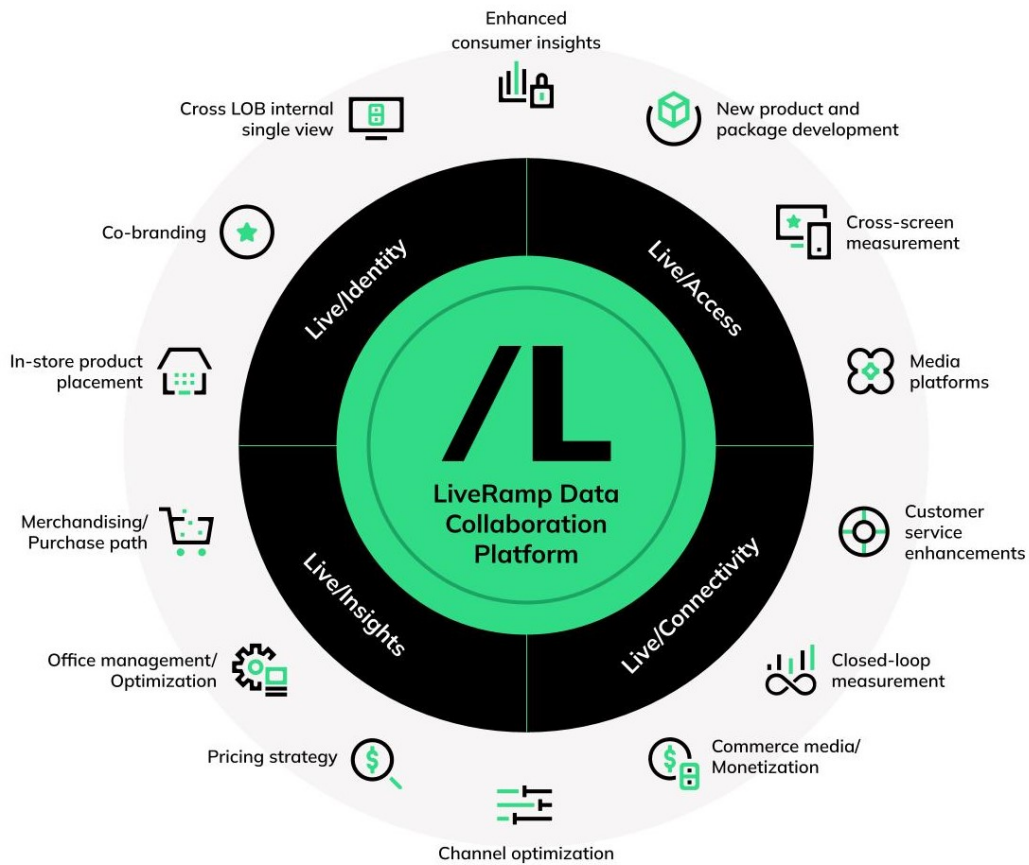 Enhanced
consumer insights
New product and
package development
Cross-screen
measurement
Media
platforms
Customer
service
enhancements
Closed-loop
measurement
Commerce media/
Monetization
Channel optimization
Pricing strategy
Office management/
Optimization
Merchandising/
Purchase path
In-store product
placement
Co-branding
Cross LOB internal
single view
Live/Identity
Live/Access
Live/Connectivity
Live/Insights
/L
LiveRamp Data
Collaboration
Platform